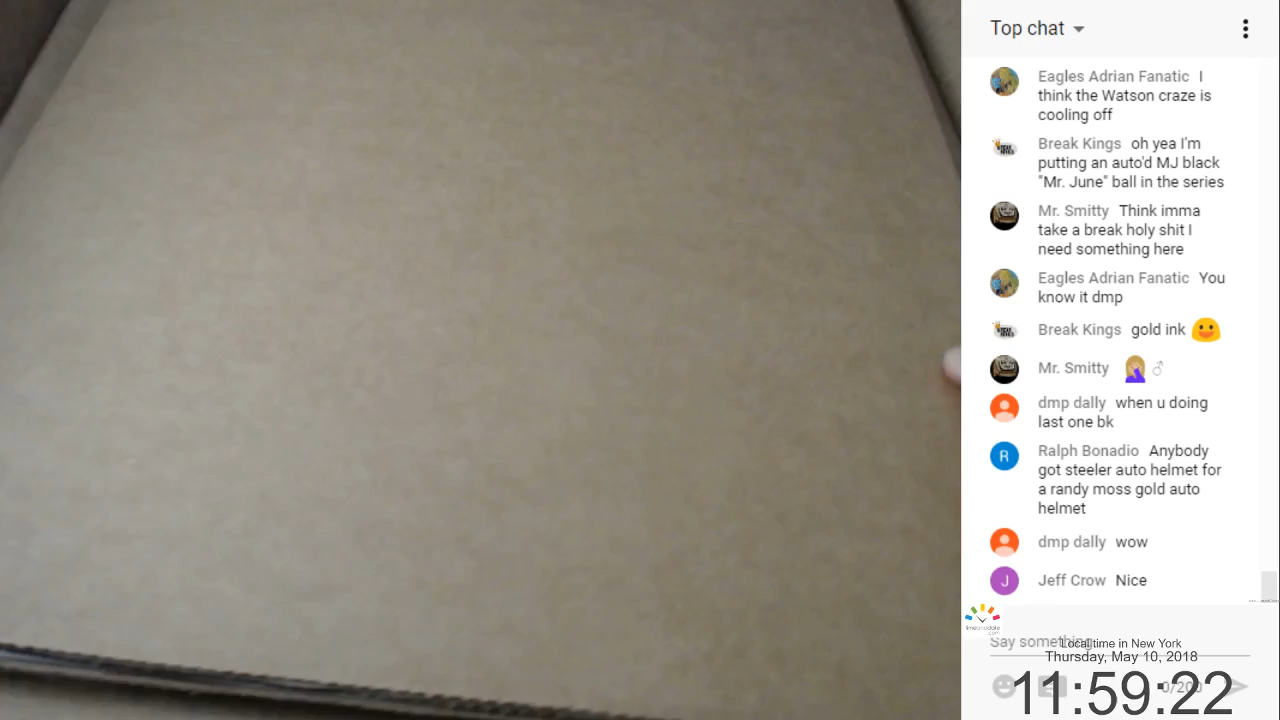 Top chat
Eagles Adrian Fanatic I
think the Watson craze is
cooling off
Break Kings oh yea I'm
putting an auto'd MJ black
"Mr. June" ball in the series
Mr. Smitty Think imma
take a break holy shit I
need something here
Eagles Adrian Fanatic You
know it dmp
Break Kings gold ink
Mr. Smitty
dmp dally when u doing
last one bk
R Ralph Bonadio Anybody
got steeler auto helmet for
a randy moss gold auto
helmet
dmp dally wow
J Jeff Crow Nice
Say something...
Local time in New York
Thursday, May 10, 2018
0/200
11:59:22